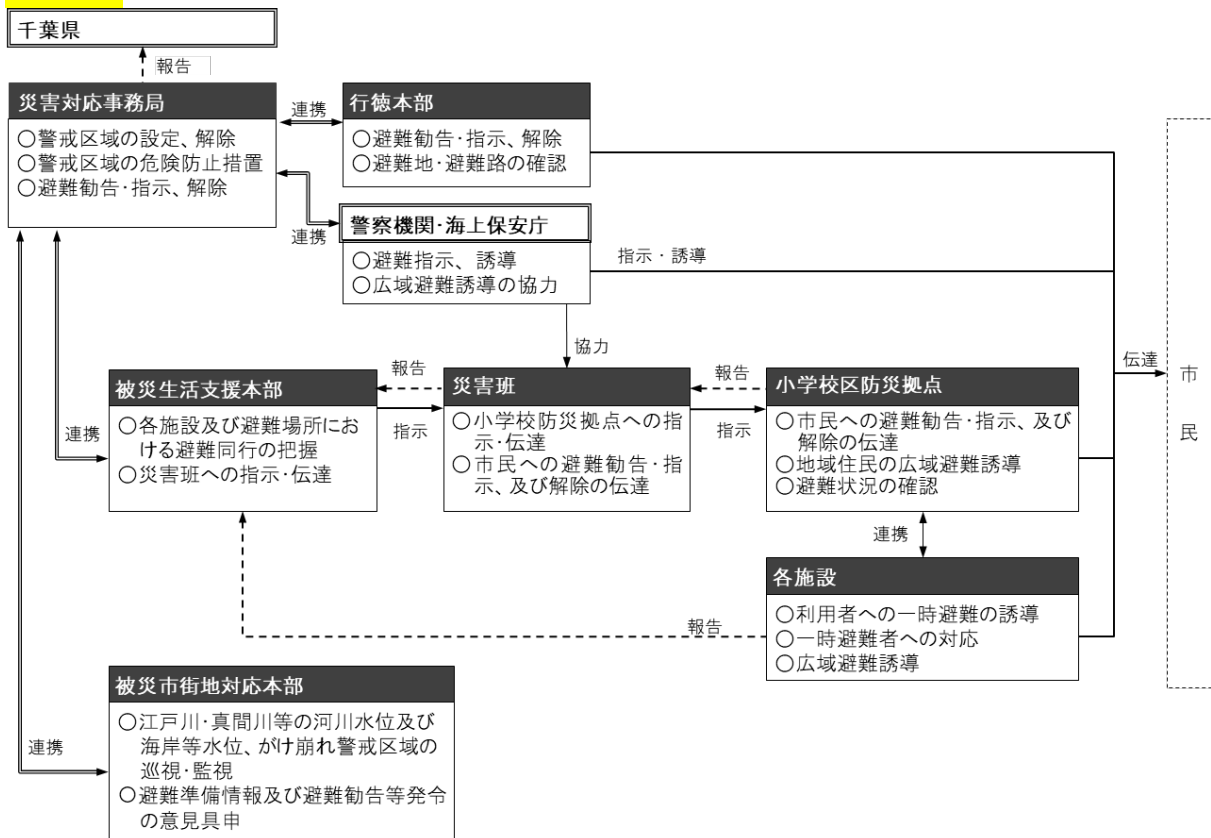 千葉県
報告
災害対応事務局
○警戒区域の設定、解除
○警戒区域の危険防止措置
○避難勧告・指示、解除
連携
行徳本部
○避難勧告・指示、解除
○避難地・避難路の確認
連携
警察機関・海上保安庁
○避難指示、誘導
○広域避難誘導の協力
指示・誘導
協力
伝達
市
民
連携
被災生活支援本部
○各施設及び避難場所にお
ける避難同行の把握
○災害班への指示・伝達
報告
指示
災害班
○小学校防災拠点への指
示・伝達
○市民への避難勧告・指
示、及び解除の伝達
報告
指示
小学校区防災拠点
○市民への避難勧告・指示、及び
解除の伝達
○地域住民の広域避難誘導
○避難状況の確認
連携
各施設
○利用者への一時避難の誘導
○一時避難者への対応
○広域避難誘導
報告
連携
被災市街地対応本部
○江戸川・真間川等の河川水位及び
海岸等水位、がけ崩れ警戒区域の
巡視・監視
○避難準備情報及び避難勧告等発令
の意見具申